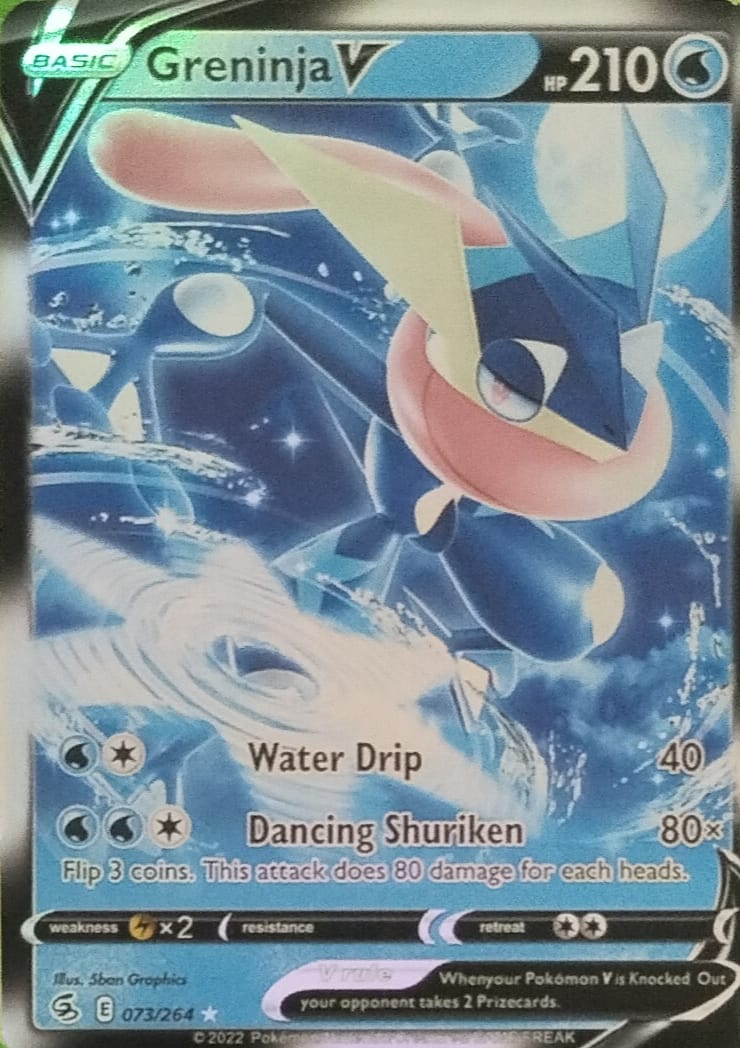 BASIC Greninja V HP 210
Water Drip 40
Dancing Shuriken 80×
Flip 3 coins. This attack does 80 damage for each heads.
weakness ×2 resistance retreat
Illus. 5ban Graphics
V rule Whenyour Pokémon V is Knocked Out
your opponent takes 2 Prizecards.
E 073/264
©2022 Pokémon FREAK